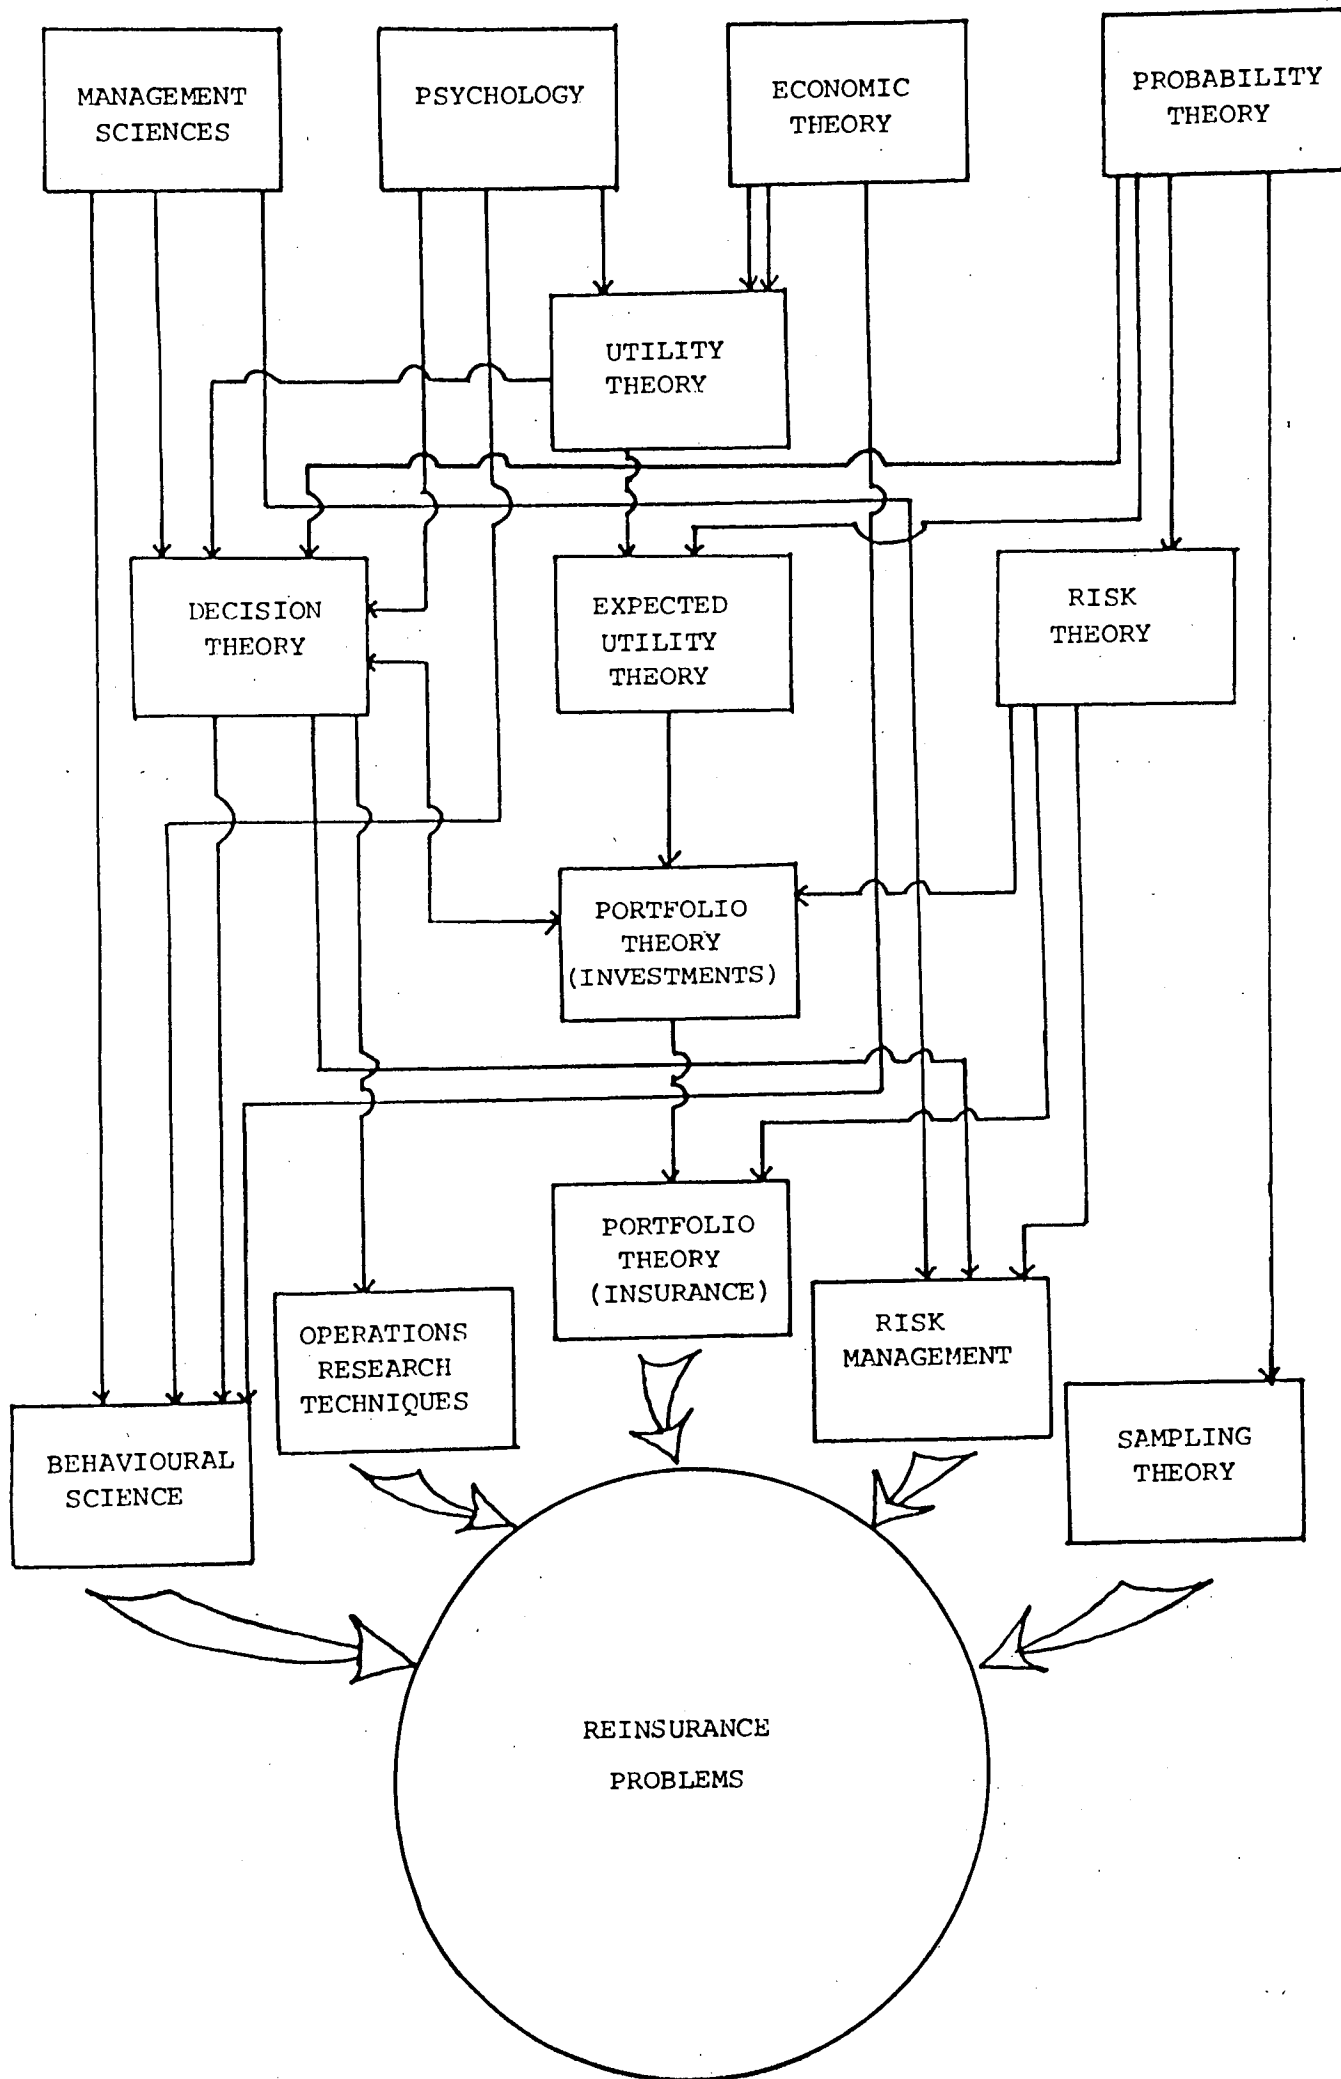 MANAGEMENT
SCIENCES
PSYCHOLOGY
ECONOMIC
THEORY
PROBABILITY
THEORY
UTILITY
THEORY
DECISION
THEORY
EXPECTED
UTILITY
THEORY
RISK
THEORY
PORTFOLIO
THEORY
(INVESTMENTS)
PORTFOLIO
THEORY
(INSURANCE)
OPERATIONS
RESEARCH
TECHNIQUES
RISK
MANAGEMENT
BEHAVIOURAL
SCIENCE
SAMPLING
THEORY
REINSURANCE
PROBLEMS